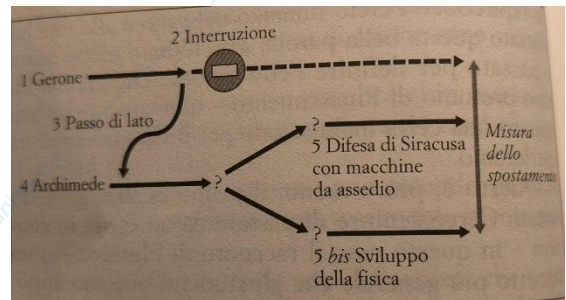 2 Interruzione
1 Gerone
3 Passo di lato
4 Archimede
?
?
5 Difesa di Siracusa
con macchine
da assedio
?
5 bis Sviluppo
della fisica
Misura
dello
spostamento